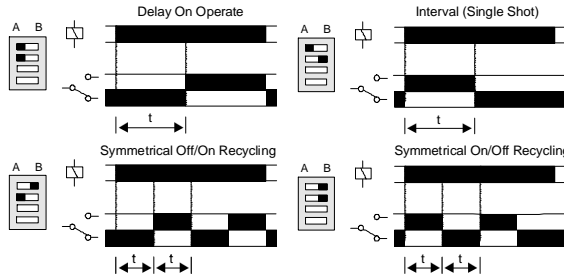 Delay On Operate
A B
t
Interval (Single Shot)
A B
t
Symmetrical Off/On Recycling
A B
t t
Symmetrical On/Off Recycling
A B
t t